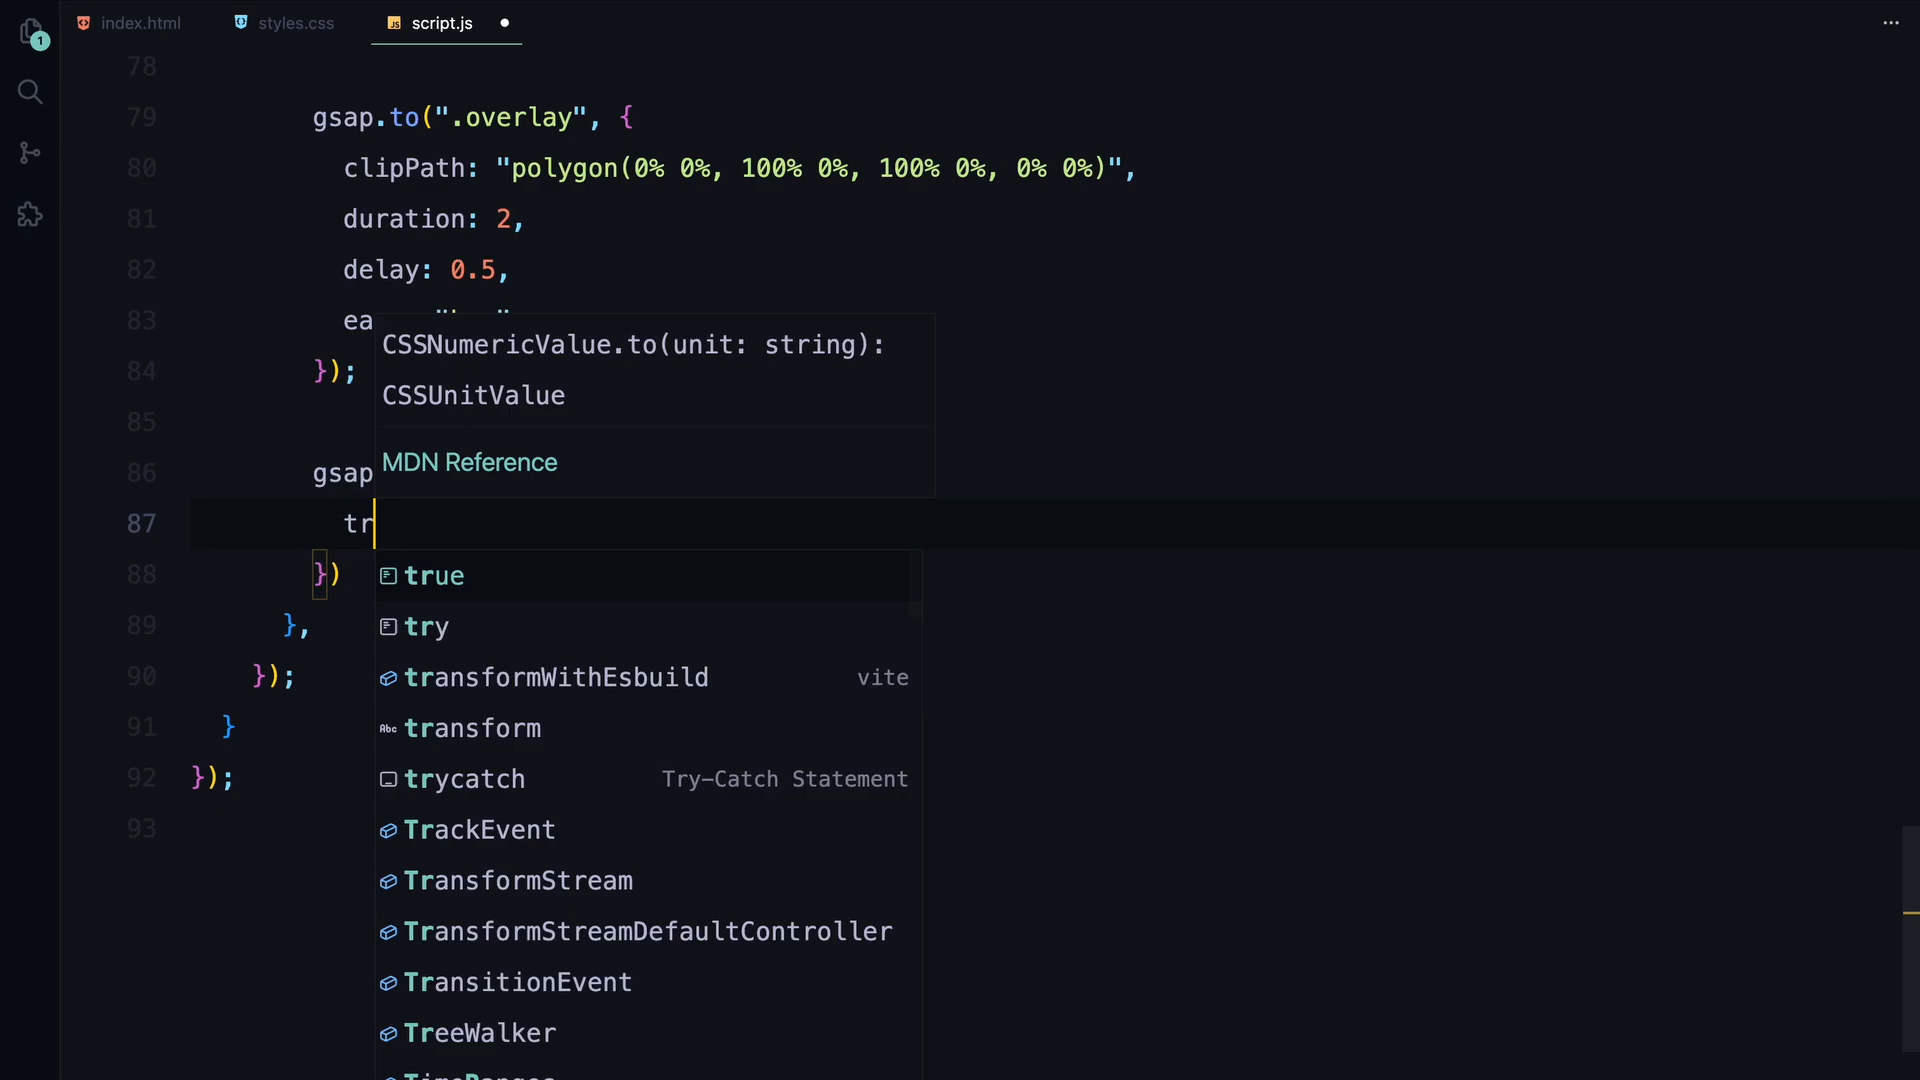 1
index.html
styles.css
JS script.js
78
79 gsap.to(".overlay", {
80 clipPath: "polygon(0% 0%, 100% 0%, 100% 0%, 0% 0%)",
81 duration: 2,
82 delay: 0.5,
83 ea
84 });
85
86 gsap
87 tr
88 })
89 },
90 });
91 }
92 });
93
CSSNumericValue.to(unit: string):
CSSUnitValue
MDN Reference
true
try
transformWithEsbuild vite
Abc transform
trycatch Try-Catch Statement
TrackEvent
TransformStream
TransformStreamDefaultController
TransitionEvent
TreeWalker